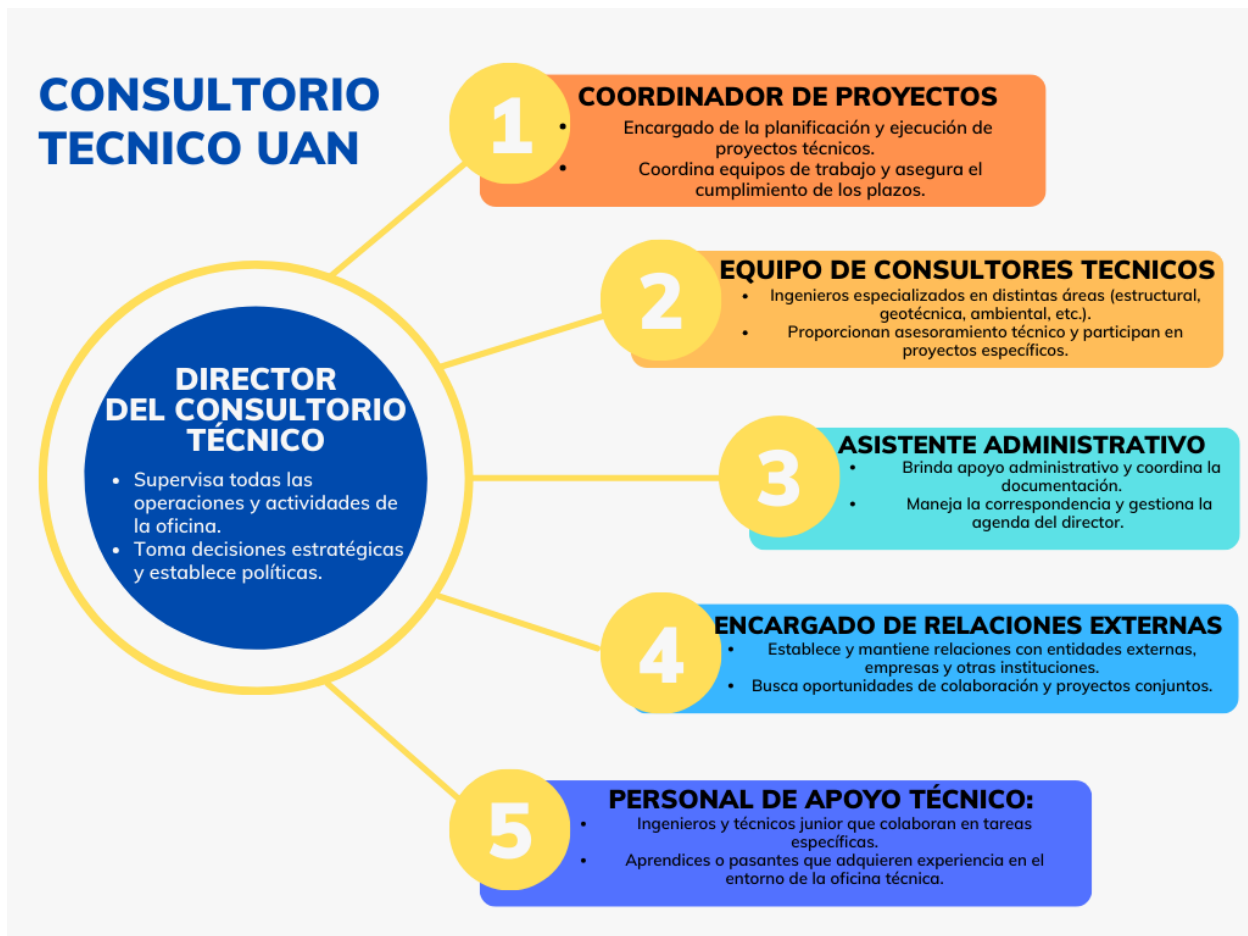 CONSULTORIO
TECNICO UAN
DIRECTOR
DEL CONSULTORIO
TÉCNICO
• Supervisa todas las
operaciones y actividades de
la oficina.
• Toma decisiones estratégicas
y establece políticas.
1
COORDINADOR DE PROYECTOS
• Encargado de la planificación y ejecución de
proyectos técnicos.
• Coordina equipos de trabajo y asegura el
cumplimiento de los plazos.
2
EQUIPO DE CONSULTORES TECNICOS
• Ingenieros especializados en distintas áreas (estructural,
geotécnica, ambiental, etc.).
• Proporcionan asesoramiento técnico y participan en
proyectos específicos.
3
ASISTENTE ADMINISTRATIVO
• Brinda apoyo administrativo y coordina la
documentación.
• Maneja la correspondencia y gestiona la
agenda del director.
4
ENCARGADO DE RELACIONES EXTERNAS
• Establece y mantiene relaciones con entidades externas,
empresas y otras instituciones.
• Busca oportunidades de colaboración y proyectos conjuntos.
5
PERSONAL DE APOYO TÉCNICO:
• Ingenieros y técnicos junior que colaboran en tareas
específicas.
• Aprendices o pasantes que adquieren experiencia en el
entorno de la oficina técnica.